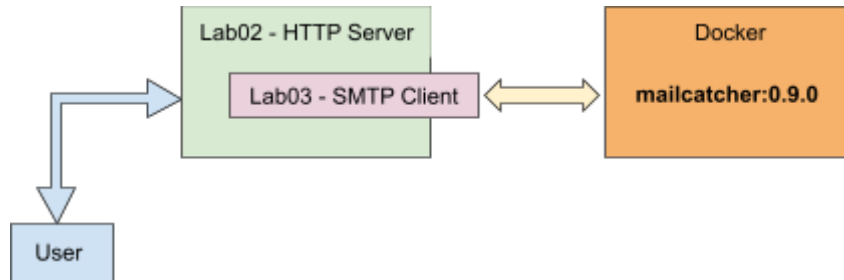 Lab02 - HTTP Server
Lab03 - SMTP Client
Docker
mailcatcher:0.9.0
User